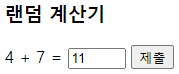 랜덤 계산기
4 + 7 = 11 제출